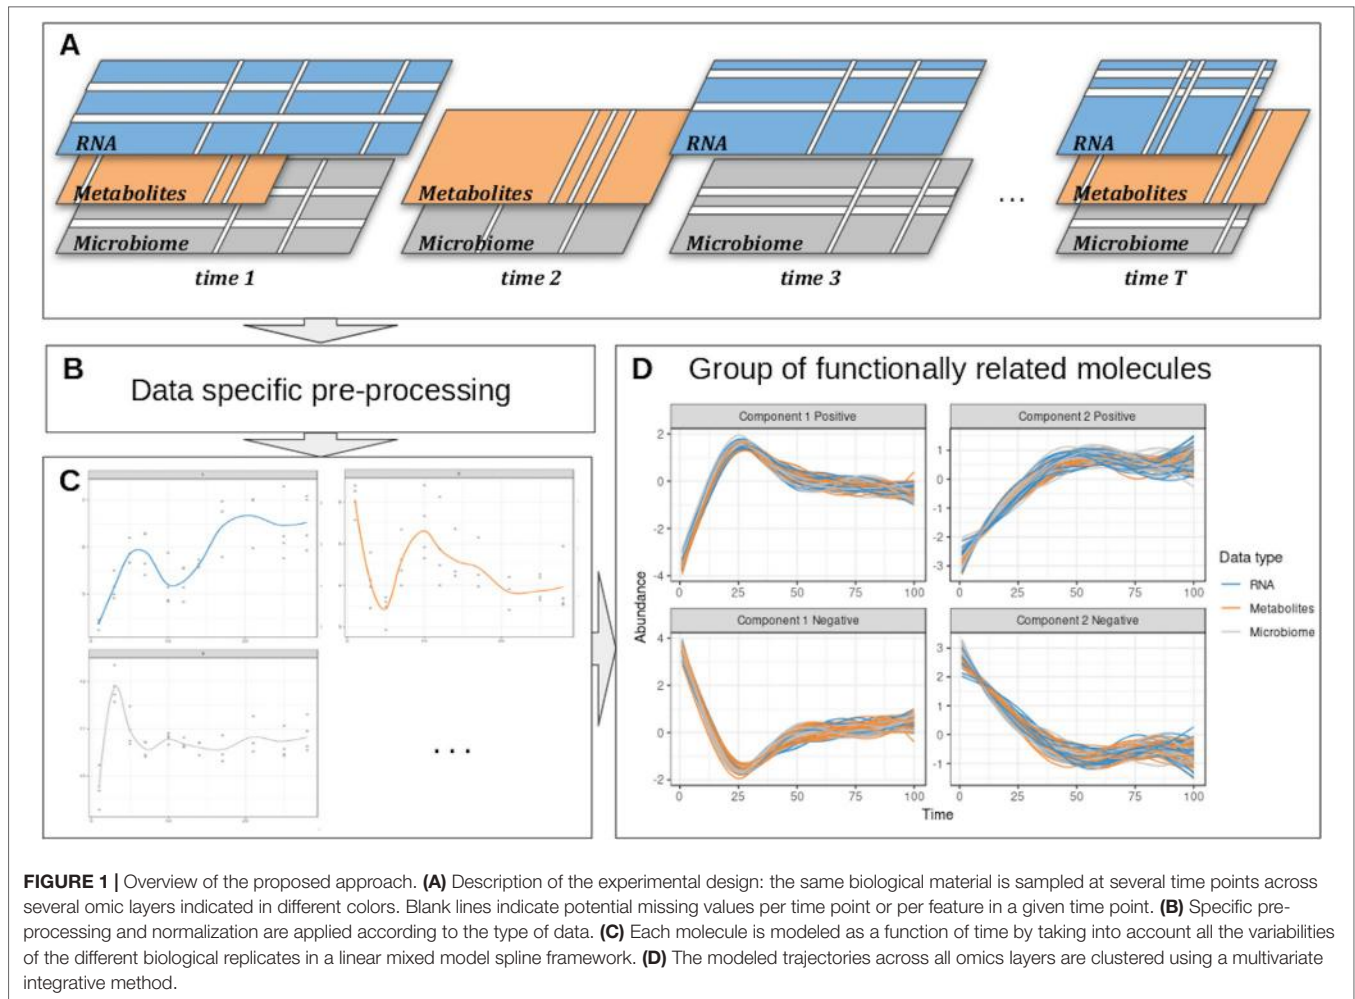 A
RNA
Metabolites
Microbiome
time 1
Metabolites
Microbiome
time 2
RNA
Microbiome
time 3
...
RNA
Metabolites
Microbiome
time T
B
Data specific pre-processing
C
...
D Group of functionally related molecules
Component 1 Positive
2
0
-2
-4
0 25 50 75 100
Component 2 Positive
1
0
-1
-2
-3
0 25 50 75 100
Component 1 Negative
4
2
0
-2
0 25 50 75 100
Component 2 Negative
3
2
1
0
-1
0 25 50 75 100
Abundance
Time
Data type
RNA
Metabolites
Microbiome
FIGURE 1 | Overview of the proposed approach. (A) Description of the experimental design: the same biological material is sampled at several time points across
several omic layers indicated in different colors. Blank lines indicate potential missing values per time point or per feature in a given time point. (B) Specific pre-
processing and normalization are applied according to the type of data. (C) Each molecule is modeled as a function of time by taking into account all the variabilities
of the different biological replicates in a linear mixed model spline framework. (D) The modeled trajectories across all omics layers are clustered using a multivariate
integrative method.